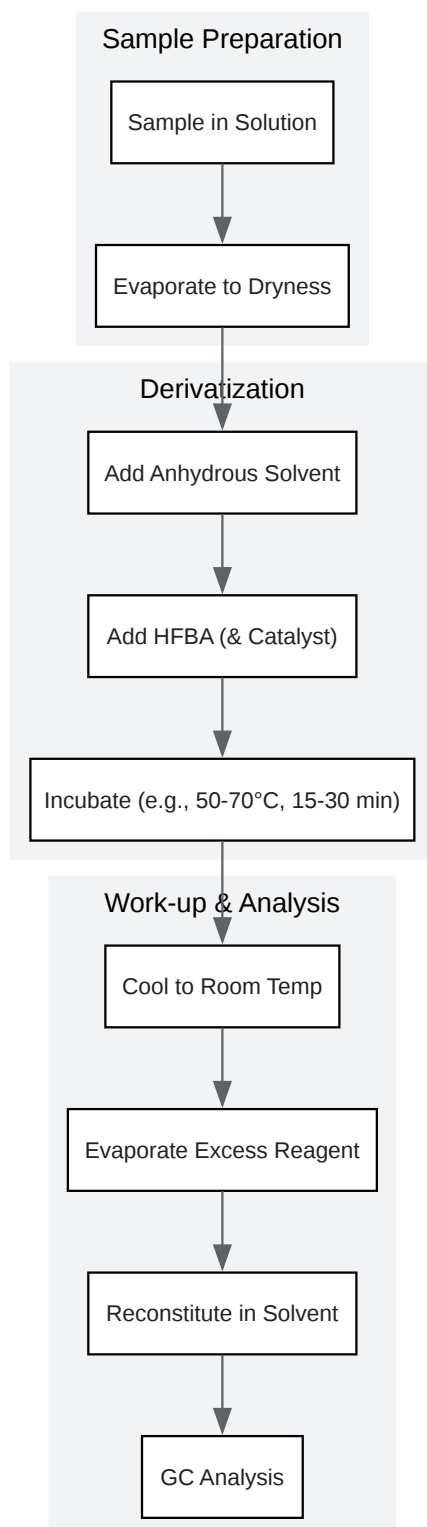 Sample Preparation
Sample in Solution
Evaporate to Dryness
Derivatization
Add Anhydrous Solvent
Add HFBA (& Catalyst)
Incubate (e.g., 50-70°C, 15-30 min)
Work-up & Analysis
Cool to Room Temp
Evaporate Excess Reagent
Reconstitute in Solvent
GC Analysis